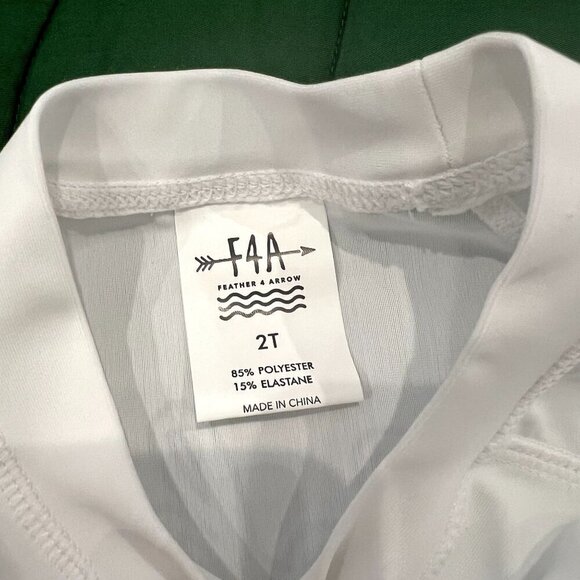 F4A
FEATHER 4 ARROW
2T
85% POLYESTER
15% ELASTANE
MADE IN CHINA